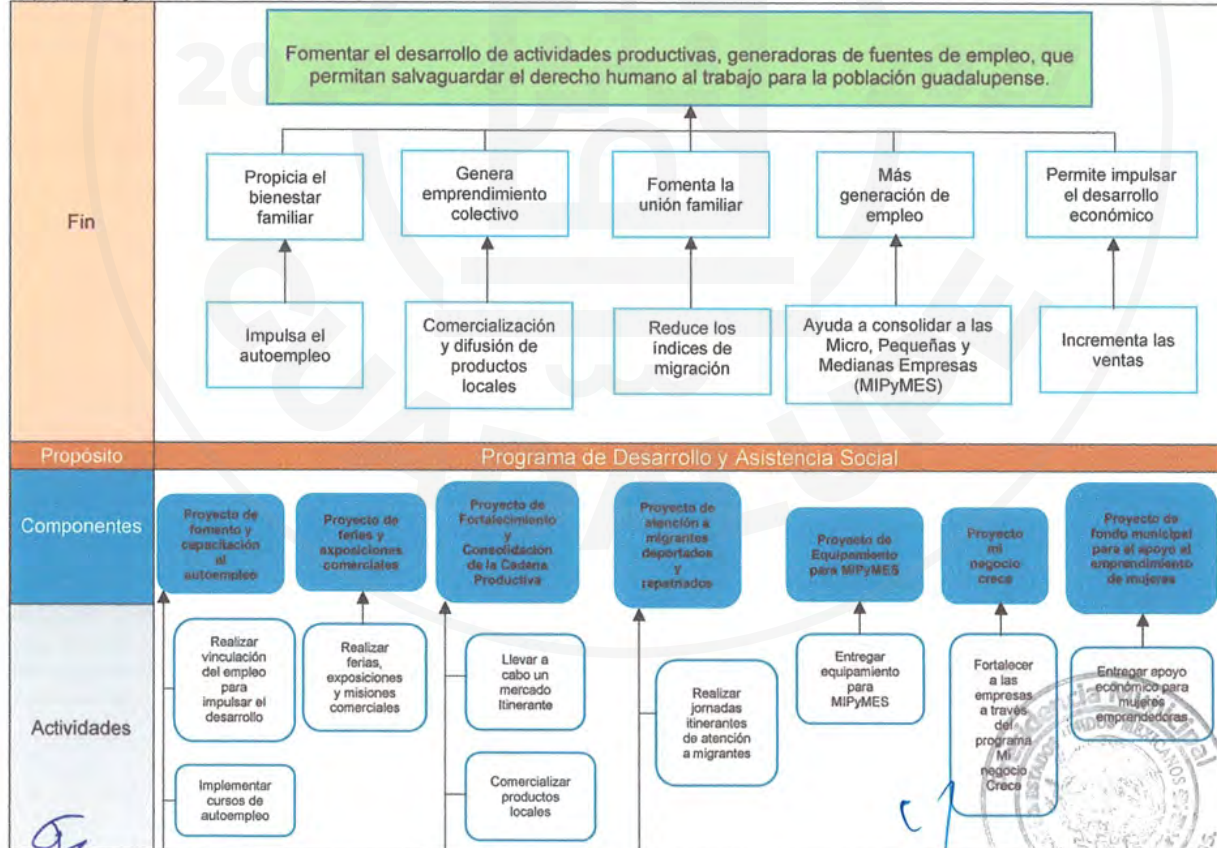 Fomentar el desarrollo de actividades productivas, generadoras de fuentes de empleo, que
permitan salvaguardar el derecho humano al trabajo para la población guadalupense.
Fin
Propicia el
bienestar
familiar
Genera
emprendimiento
colectivo
Fomenta la
unión familiar
Más
generación de
empleo
Permite impulsar
el desarrollo
económico
Impulsa el
autoempleo
Comercialización
y difusión de
productos
locales
Reduce los
índices de
migración
Ayuda a consolidar a las
Micro, Pequeñas y
Medianas Empresas
(MIPyMES)
Incrementa las
ventas
Propósito
Programa de Desarrollo y Asistencia Social
Componentes
Proyecto de
fomento y
capacitación
al
autoempleo
Proyecto de
ferias y
exposiciones
comerciales
Proyecto de
Fortalecimiento
y
Consolidación
de la Cadena
Productiva
Proyecto de
atención a
migrantes
deportados
y
repatriados
Proyecto de
Equipamiento
para MIPyMES
Proyecto
mi
negocio
crece
Proyecto de
fondo municipal
para el apoyo al
emprendimiento
de mujeres
Actividades
Realizar
vinculación
del empleo
para
impulsar el
desarrollo
Realizar
ferias,
exposiciones
y misiones
comerciales
Llevar a
cabo un
mercado
Itinerante
Realizar
jornadas
itinerantes
de atención
a migrantes
Entregar
equipamiento
para
MIPyMES
Fortalecer
a las
empresas
a través
del
programa
Mi
negocio
Crece
Entregar apoyo
económico para
mujeres
emprendedoras
Implementar
cursos de
autoempleo
Comercializar
productos
locales